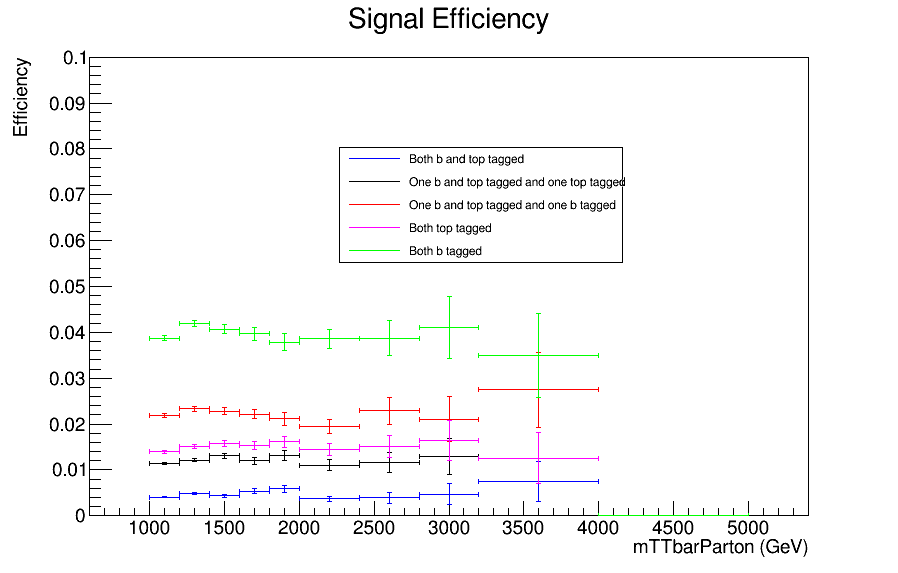 Signal Efficiency
Efficiency
0.1
0.09
0.08
0.07
0.06
0.05
0.04
0.03
0.02
0.01
0
Both b and top tagged
One b and top tagged and one top tagged
One b and top tagged and one b tagged
Both top tagged
Both b tagged
1000 1500 2000 2500 3000 3500 4000 4500 5000
mTTbarParton (GeV)